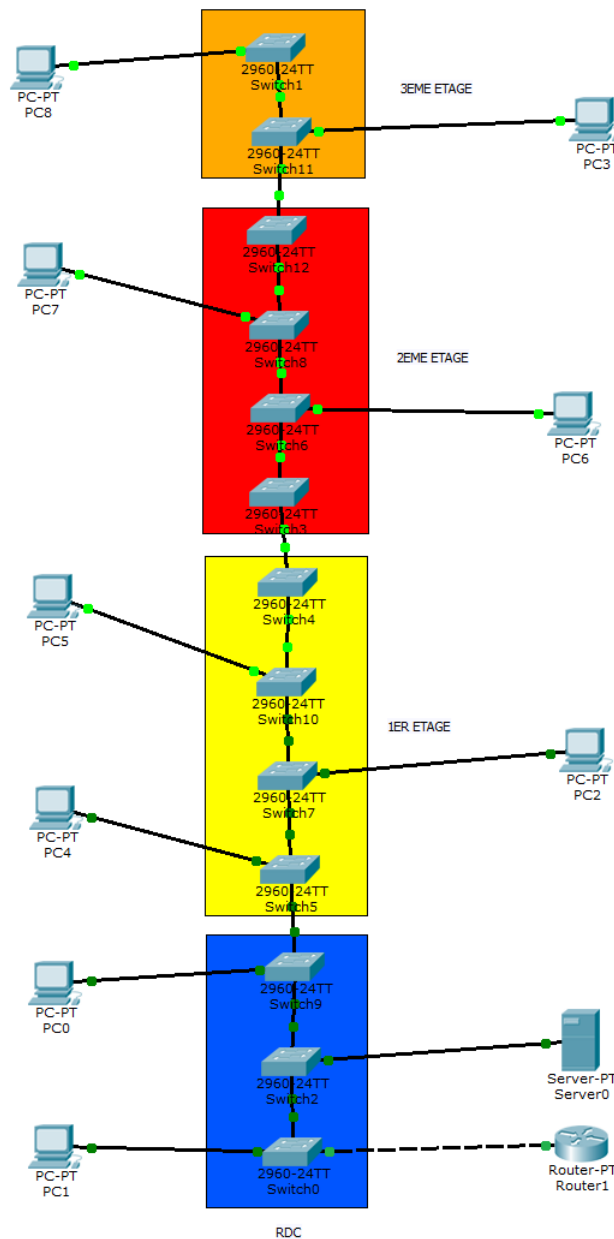 2960-24TT
Switch1
PC-PT
PC8
3EME ETAGE
2960-24TT
Switch11
PC-PT
PC3
2960-24TT
Switch12
PC-PT
PC7
2960-24TT
Switch8
2EME ETAGE
2960-24TT
Switch6
PC-PT
PC6
2960-24TT
Switch3
2960-24TT
Switch4
PC-PT
PC5
2960-24TT
Switch10
1ER ETAGE
2960-24TT
Switch7
PC-PT
PC2
PC-PT
PC4
2960-24TT
Switch5
2960-24TT
Switch9
PC-PT
PC0
2960-24TT
Switch2
Server-PT
Server0
PC-PT
PC1
2960-24TT
Switch0
Router-PT
Router1
RDC